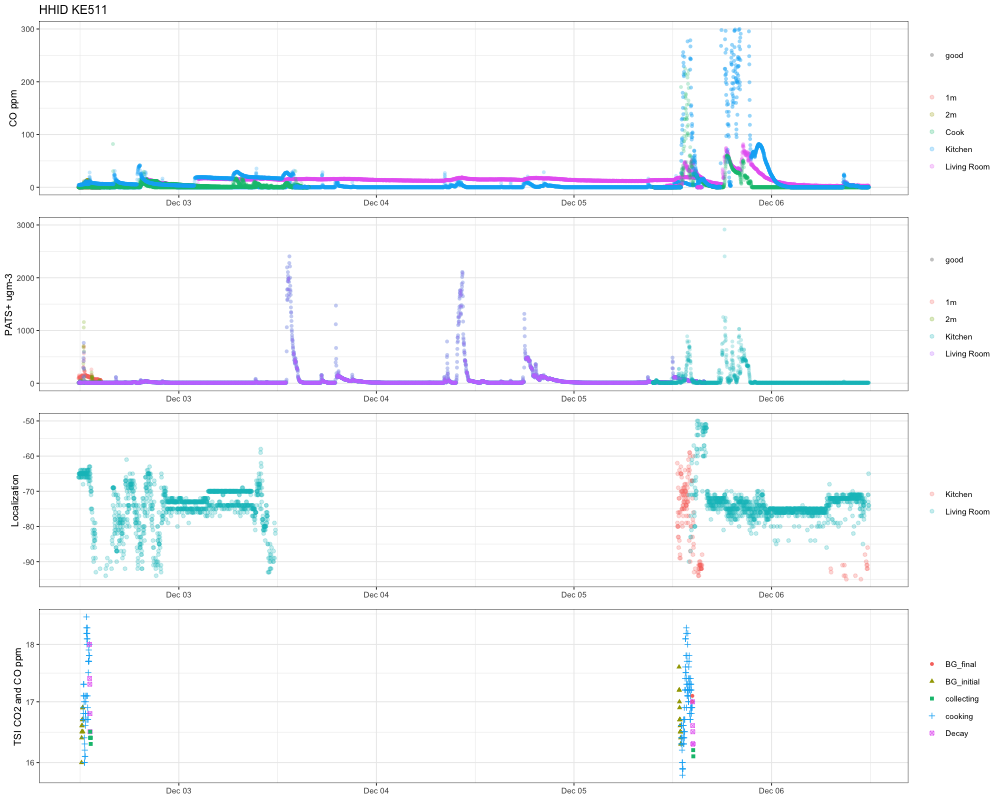 HHID KE511
CO ppm
300
200
100
0
Dec 03
Dec 04
Dec 05
Dec 06
good
1m
2m
Cook
Kitchen
Living Room
PATS+ ugm-3
3000
2000
1000
0
Dec 03
Dec 04
Dec 05
Dec 06
good
1m
2m
Kitchen
Living Room
Localization
-50
-60
-70
-80
-90
Dec 03
Dec 04
Dec 05
Dec 06
Kitchen
Living Room
TSI CO2 and CO ppm
18
17
16
Dec 03
Dec 04
Dec 05
Dec 06
BG_final
BG_initial
collecting
cooking
Decay